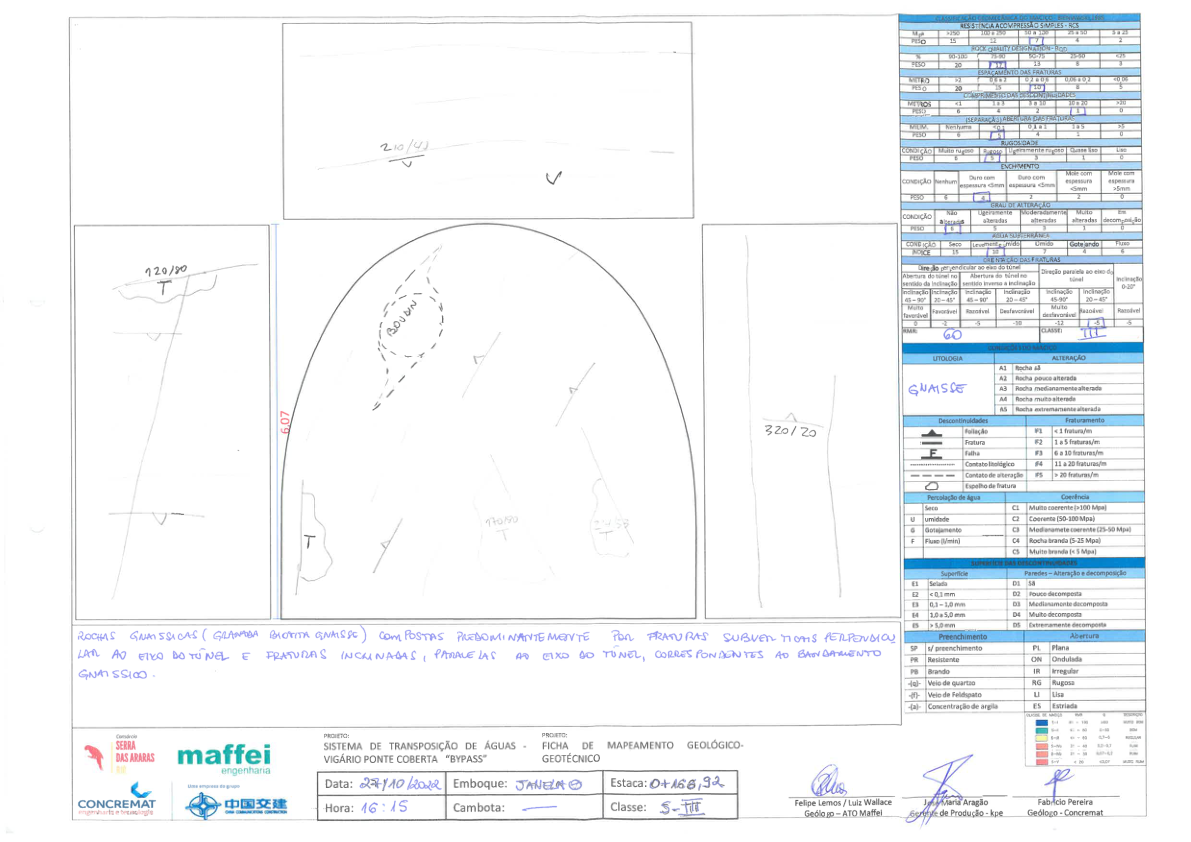 210/40
V
V
120/80
T
BOUDIN
6,07
T
170/80
320/20
RESISTÊNCIA A COMPRESSÃO SIMPLES - RCS
Mpa >250 100 a 250 50 a 100 25 a 50 5 a 25
PESO 15 12 7 4 2
ROCK QUALITY DESIGNATION - RQD
% 90-100 75-90 50-75 25-50 <25
PESO 20 17 13 8 3
ESPAÇAMENTO DAS FRATURAS
METRO >2 0,6 a 2 0,2 a 0,6 0,06 a 0,2 <0,06
PESO 20 15 10 8 5
COMPRIMENTO DAS DESCONTINUIDADES
METROS <1 1 a 3 3 a 10 10 a 20 >20
PESO 6 4 2 1 0
(SEPARAÇÃO) ABERTURA DAS FRATURAS
MILIM. Nenhuma <0,1 0,1 a 1 1 a 5 >5
PESO 6 5 4 1 0
RUGOSIDADE
CONDIÇÃO Muito rugoso Rugoso Ligeiramente rugoso Quase liso Liso
PESO 6 5 3 1 0
ENCHIMENTO
CONDIÇÃO Nenhum Duro com espessura <5mm Duro com espessura <5mm Mole com espessura <5mm Mole com espessura >5mm
PESO 6 4 2 2 0
GRAU DE ALTERAÇÃO
CONDIÇÃO Não alteradas Ligeiramente alteradas Moderadamente alteradas Muito alteradas Em decomposição
PESO 6 5 3 1 0
ÁGUA SUBTERRÂNEA
CONDIÇÃO Seco Levemente úmido Úmido Gotejando Fluxo
INDICE 15 10 7 4 0
ORIENTAÇÃO DAS FRATURAS
Direção perpendicular ao eixo do túnel Direção paralela ao eixo do túnel Inclinação 0-20°
Abertura do túnel no sentido da inclinação Abertura do túnel no sentido inverso a inclinação
Inclinação 45 – 90° Inclinação 20 – 45° Inclinação 45 – 90° Inclinação 20 – 45° Inclinação 45-90° Inclinação 20 – 45°
Muito favorável Favorável Razoável Desfavorável Muito desfavorável Razoável Razoável
0 -2 -5 -10 -12 -5 -5
RMR: 60 CLASSE: III
LITOLOGIA ALTERAÇÃO
GNAISSE
A1 Rocha sã
A2 Rocha pouco alterada
A3 Rocha medianamente alterada
A4 Rocha muito alterada
A5 Rocha extremamente alterada
Descontinuidades Fraturamento
Foliação F1 < 1 fratura/m
Fratura F2 1 a 5 fraturas/m
F Falha F3 6 a 10 fraturas/m
Contato litológico F4 11 a 20 fraturas/m
Contato de alteração F5 > 20 fraturas/m
Espelho de fratura
Percolação de água Coerência
Seco C1 Muito coerente (>100 Mpa)
U umidade C2 Coerente (50-100 Mpa)
G Gotejamento C3 Medianamete coerente (25-50 Mpa)
F Fluxo (l/min) C4 Rocha branda (5-25 Mpa)
C5 Muito branda (< 5 Mpa)
Superfície Paredes – Alteração e decomposição
E1 Selada D1 Sã
E2 < 0,1 mm D2 Pouco decomposta
E3 0,1 – 1,0 mm D3 Medianamente decomposta
E4 1,0 a 5,0 mm D4 Muito decomposta
E5 > 5,0 mm D5 Extremamente decomposta
Preenchimento Abertura
SP s/ preenchimento PL Plana
PR Resistente ON Ondulada
PB Brando IR Irregular
-(q)- Veio de quartzo RG Rugosa
-(f)- Veio de Feldspato LI Lisa
-(a)- Concentração de argila ES Estriada
ROCHAS GNAISSICAS (GRANADA BIOTITA GNAISSE) COMPOSTAS PREDOMINANTEMENTE POR FRATURAS SUBVERTICAIS PERPENDICU
LAR AO EIXO DO TÚNEL E FRATURAS INCLINADAS, PARALELAS AO EIXO DO TÚNEL, CORRESPONDENTES AO BANDAMENTO
GNAISSICO.
Consórcio
SERRA
DAS ARARAS
RIO
maffei
engenharia
CONCREMAT
engenharia e tecnologia
Uma empresa do grupo
中国交建
CHINA COMMUNICATIONS CONSTRUCTION
PROJETO:
SISTEMA DE TRANSPOSIÇÃO DE ÁGUAS -
VIGÁRIO PONTE COBERTA “BYPASS”
PROJETO:
FICHA DE MAPEAMENTO GEOLÓGICO-
GEOTÉCNICO
Data: 27/10/2022 Emboque: JANELA Estaca: 0+166,92
Hora: 16:15 Cambota: — Classe: S-III
Felipe Lemos / Luiz Wallace
Geólogo – ATO Maffei
José Maria Aragão
Gerente de Produção - kpe
Fabrício Pereira
Geólogo - Concremat